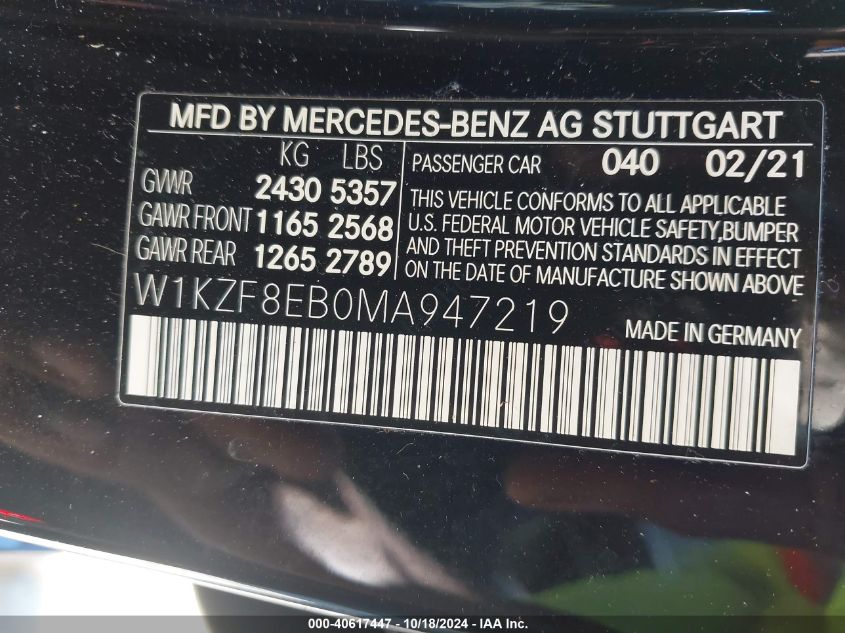 MFD BY MERCEDES-BENZ AG STUTTGART
KG LBS
GVWR 2430 5357
GAWR FRONT 1165 2568
GAWR REAR 1265 2789
PASSENGER CAR 040 02/21
THIS VEHICLE CONFORMS TO ALL APPLICABLE
U.S. FEDERAL MOTOR VEHICLE SAFETY,BUMPER
AND THEFT PREVENTION STANDARDS IN EFFECT
ON THE DATE OF MANUFACTURE SHOWN ABOVE
W1KZF8EB0MA947219
MADE IN GERMANY
000-40617447 - 10/18/2024 - IAA Inc.